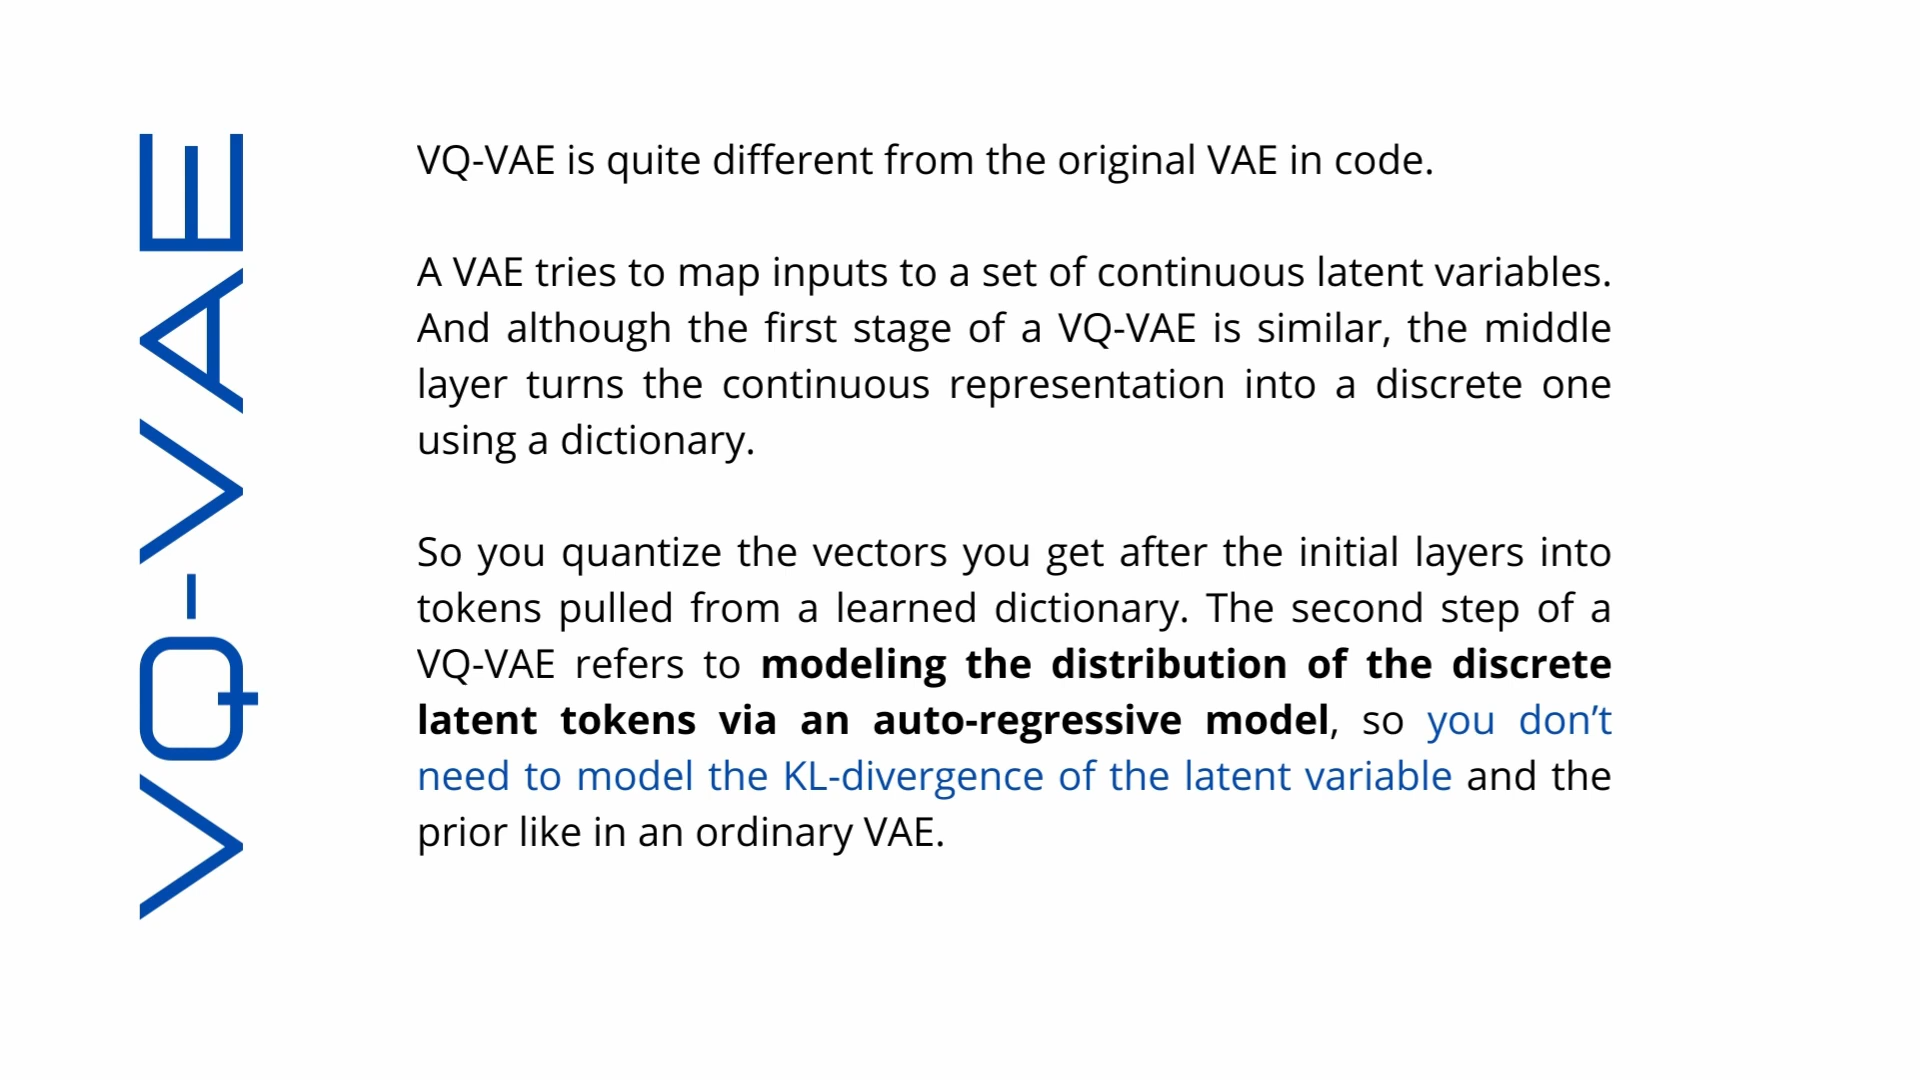 VQ-VAE
VQ-VAE is quite different from the original VAE in code.
A VAE tries to map inputs to a set of continuous latent variables.
And although the first stage of a VQ-VAE is similar, the middle
layer turns the continuous representation into a discrete one
using a dictionary.
So you quantize the vectors you get after the initial layers into
tokens pulled from a learned dictionary. The second step of a
VQ-VAE refers to modeling the distribution of the discrete
latent tokens via an auto-regressive model, so you don’t
need to model the KL-divergence of the latent variable and the
prior like in an ordinary VAE.